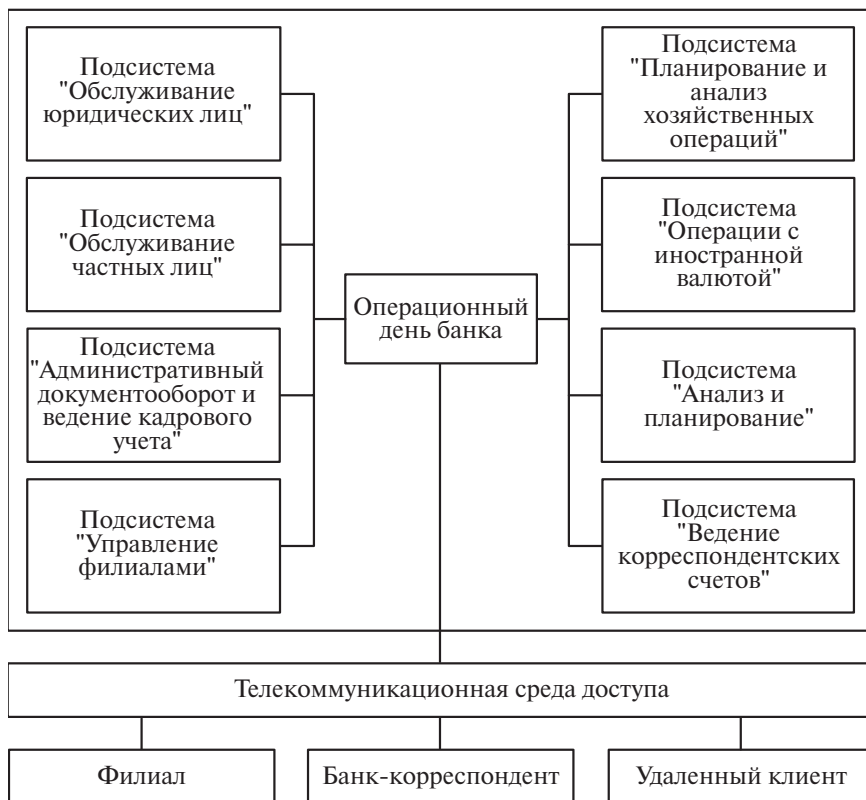 Подсистема
"Обслуживание
юридических лиц"
Подсистема
"Обслуживание
частных лиц"
Подсистема
"Административный
документооборот и
ведение кадрового
учета"
Подсистема
"Управление
филиалами"
Операционный
день банка
Подсистема
"Планирование и
анализ
хозяйственных
операций"
Подсистема
"Операции с
иностранной
валютой"
Подсистема
"Анализ и
планирование"
Подсистема
"Ведение
корреспондентских
счетов"
Телекоммуникационная среда доступа
Филиал
Банк-корреспондент
Удаленный клиент